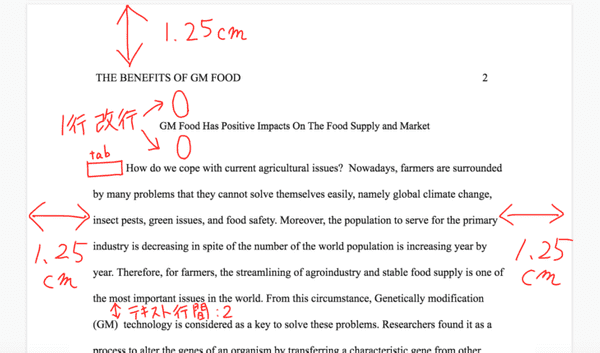 1.25cm
THE BENEFITS OF GM FOOD 2
1行改行
GM Food Has Positive Impacts On The Food Supply and Market
tab
How do we cope with current agricultural issues? Nowadays, farmers are surrounded
by many problems that they cannot solve themselves easily, namely global climate change,
insect pests, green issues, and food safety. Moreover, the population to serve for the primary
1.25cm
industry is decreasing in spite of the number of the world population is increasing year by
1.25cm
year. Therefore, for farmers, the streamlining of agroindustry and stable food supply is one of
the most important issues in the world. From this circumstance, Genetically modification
テキスト行間:2
(GM) technology is considered as a key to solve these problems. Researchers found it as a
process to alter the genes of an organism by transferring a characteristic gene from other